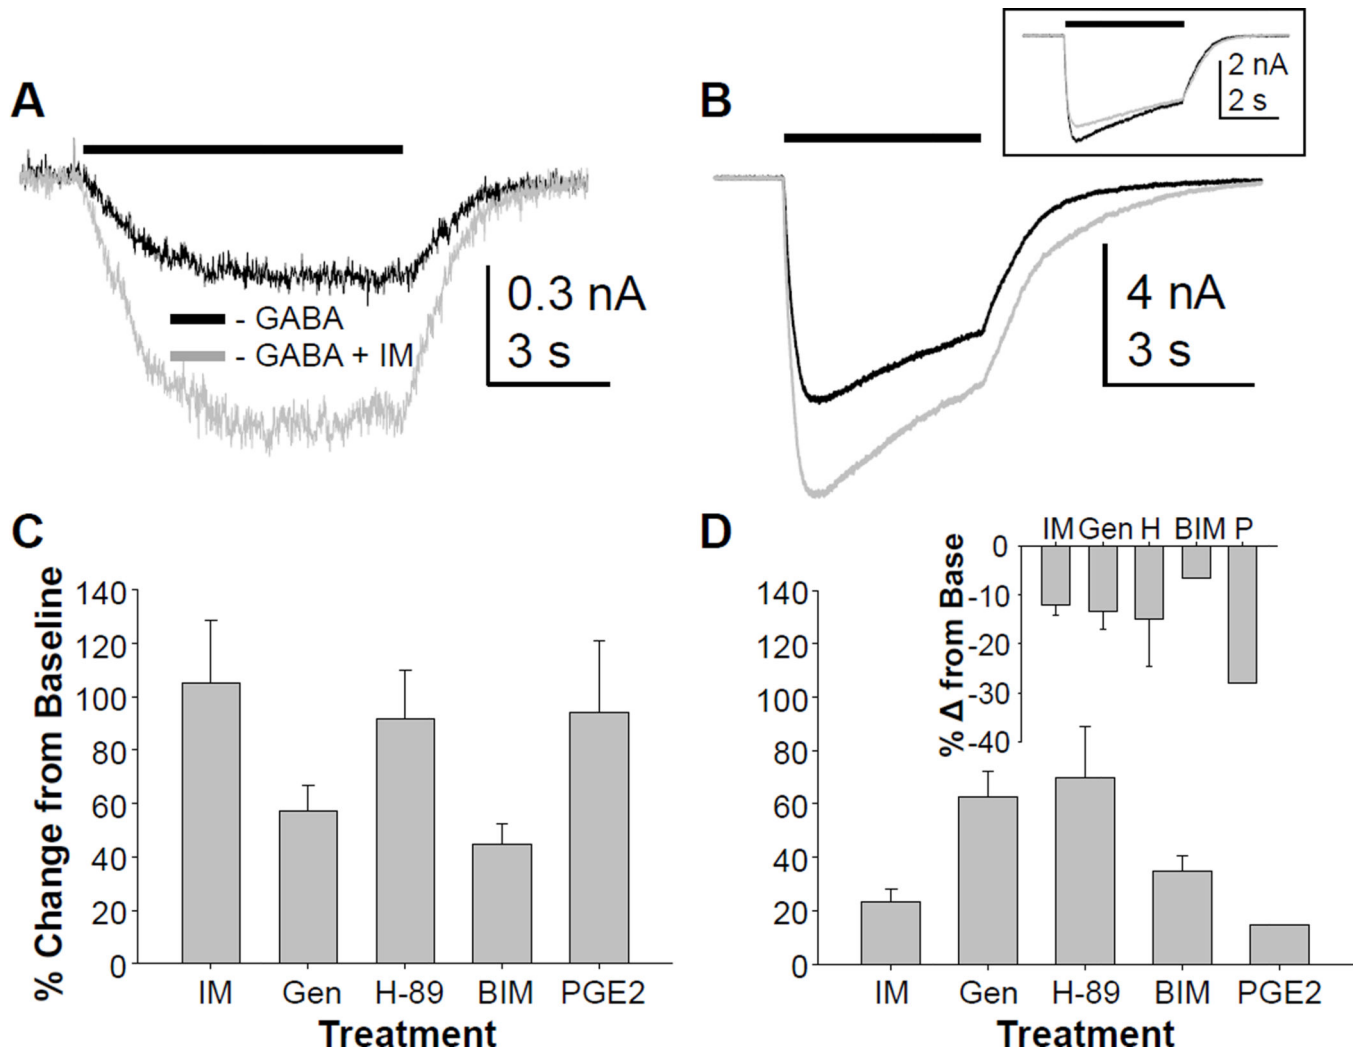 A
- GABA
- GABA + IM
0.3 nA
3 s
B
2 nA
2 s
4 nA
3 s
C
% Change from Baseline
140
120
100
80
60
40
20
0
IM Gen H-89 BIM PGE2
Treatment
D
140
120
100
80
60
40
20
0
IM Gen H-89 BIM PGE2
Treatment
% Δ from Base
IM Gen H BIM P
0
-10
-20
-30
-40